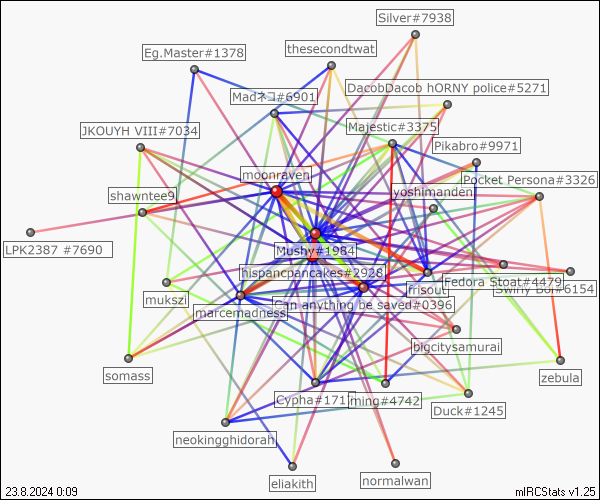 Silver#7938
Eg.Master#1378
thesecondtwat
DacobDacob hORNY police#5271
Madネコ#6901
JKOUYH VIII#7034
Majestic#3375
Pikabro#9971
moonraven
Pocket Persona#3326
shawntee9
yoshimanden
LPK2387 #7690
Mushy#1984
hispancpancakes#2928
Fedora Stoat#4479
#6154
mukszi
Can anything be saved#0396
marcemadness
bigcitysamurai
somass
zebula
Cypha#171
ming#4742
Duck#1245
neokingghidorah
eliakith
normalwan
23.8.2024 0:09
mIRCStats v1.25